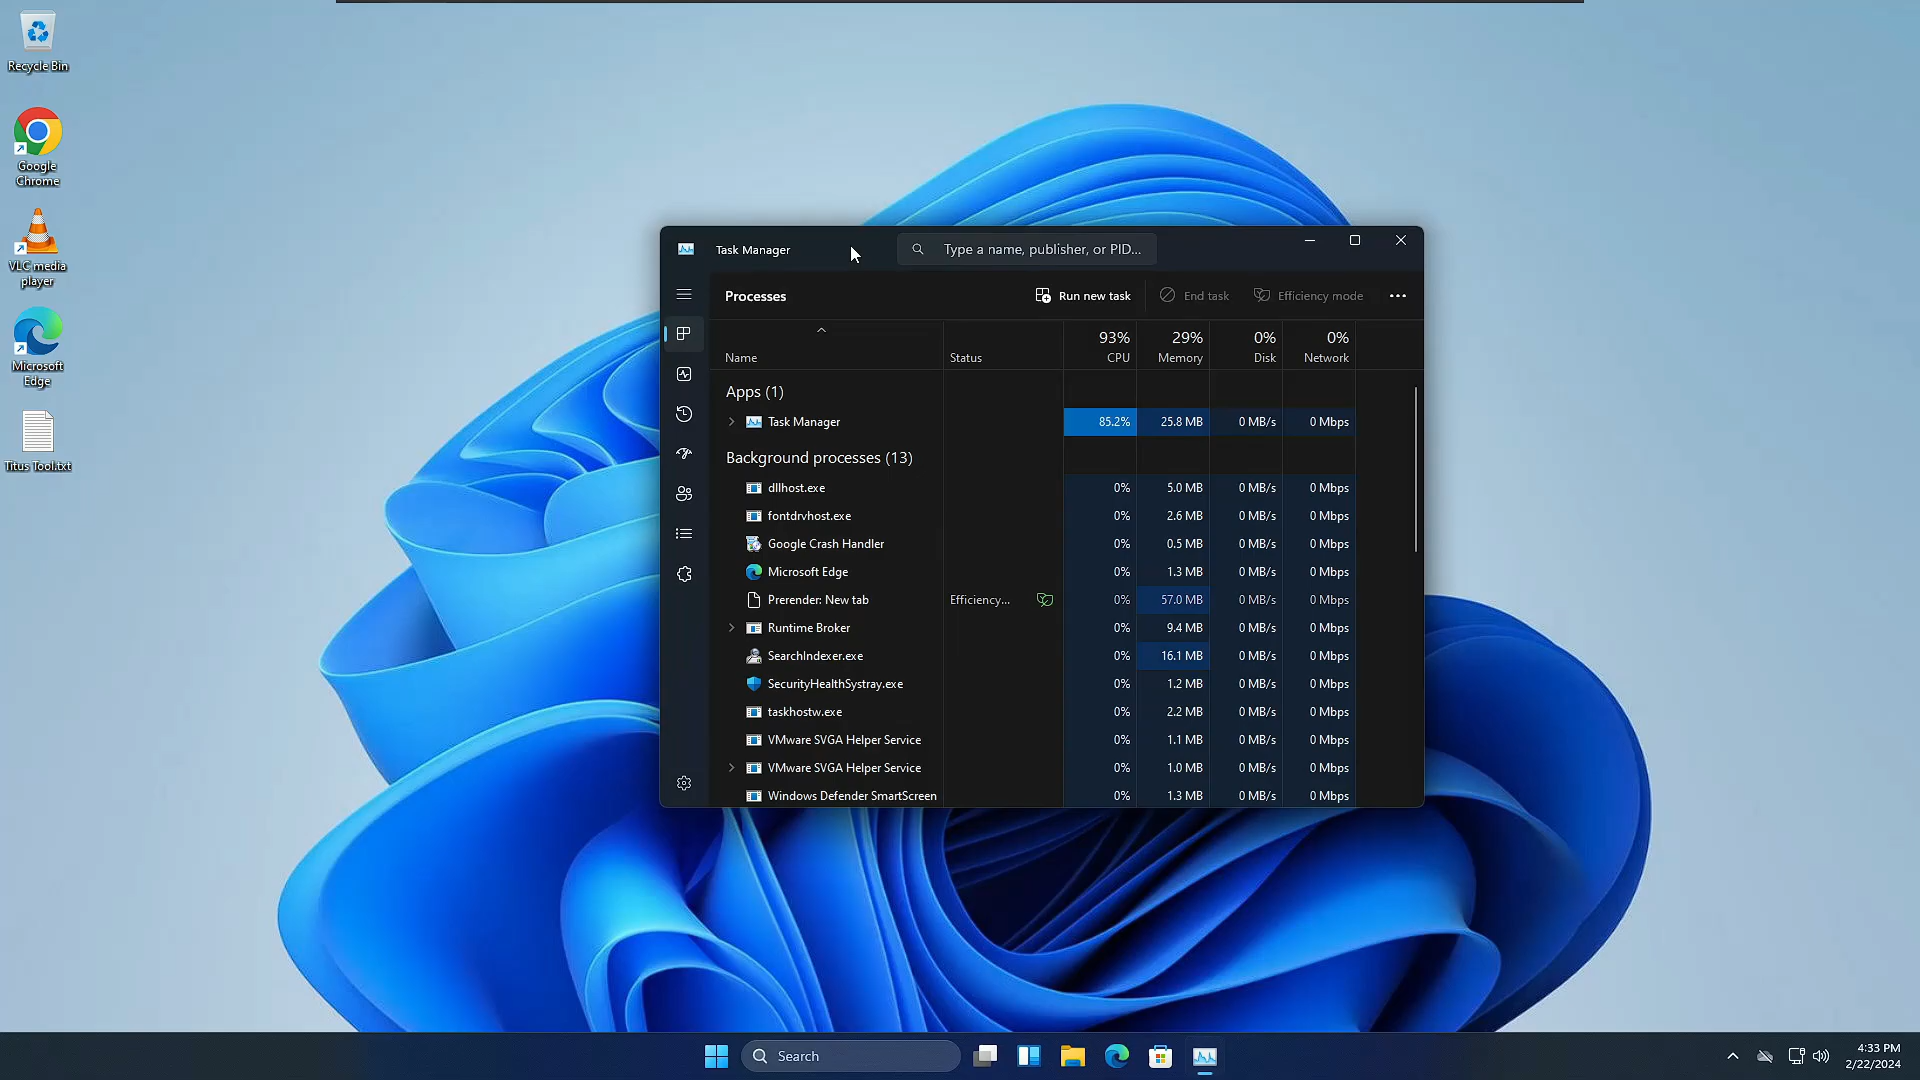 Recycle Bin
Google
Chrome
VLC media
player
Microsoft
Edge
Titus Tool.txt
Task Manager
Type a name, publisher, or PID...
Processes
Run new task
End task
Efficiency mode
93% 29% 0% 0%
Name Status CPU Memory Disk Network
Apps (1)
Task Manager 85.2% 25.8 MB 0 MB/s 0 Mbps
Background processes (13)
dllhost.exe 0% 5.0 MB 0 MB/s 0 Mbps
fontdrvhost.exe 0% 2.6 MB 0 MB/s 0 Mbps
Google Crash Handler 0% 0.5 MB 0 MB/s 0 Mbps
Microsoft Edge 0% 1.3 MB 0 MB/s 0 Mbps
Prerender: New tab Efficiency... 0% 57.0 MB 0 MB/s 0 Mbps
Runtime Broker 0% 9.4 MB 0 MB/s 0 Mbps
SearchIndexer.exe 0% 16.1 MB 0 MB/s 0 Mbps
SecurityHealthSystray.exe 0% 1.2 MB 0 MB/s 0 Mbps
taskhostw.exe 0% 2.2 MB 0 MB/s 0 Mbps
VMware SVGA Helper Service 0% 1.1 MB 0 MB/s 0 Mbps
VMware SVGA Helper Service 0% 1.0 MB 0 MB/s 0 Mbps
Windows Defender SmartScreen 0% 1.3 MB 0 MB/s 0 Mbps
Search
4:33 PM
2/22/2024